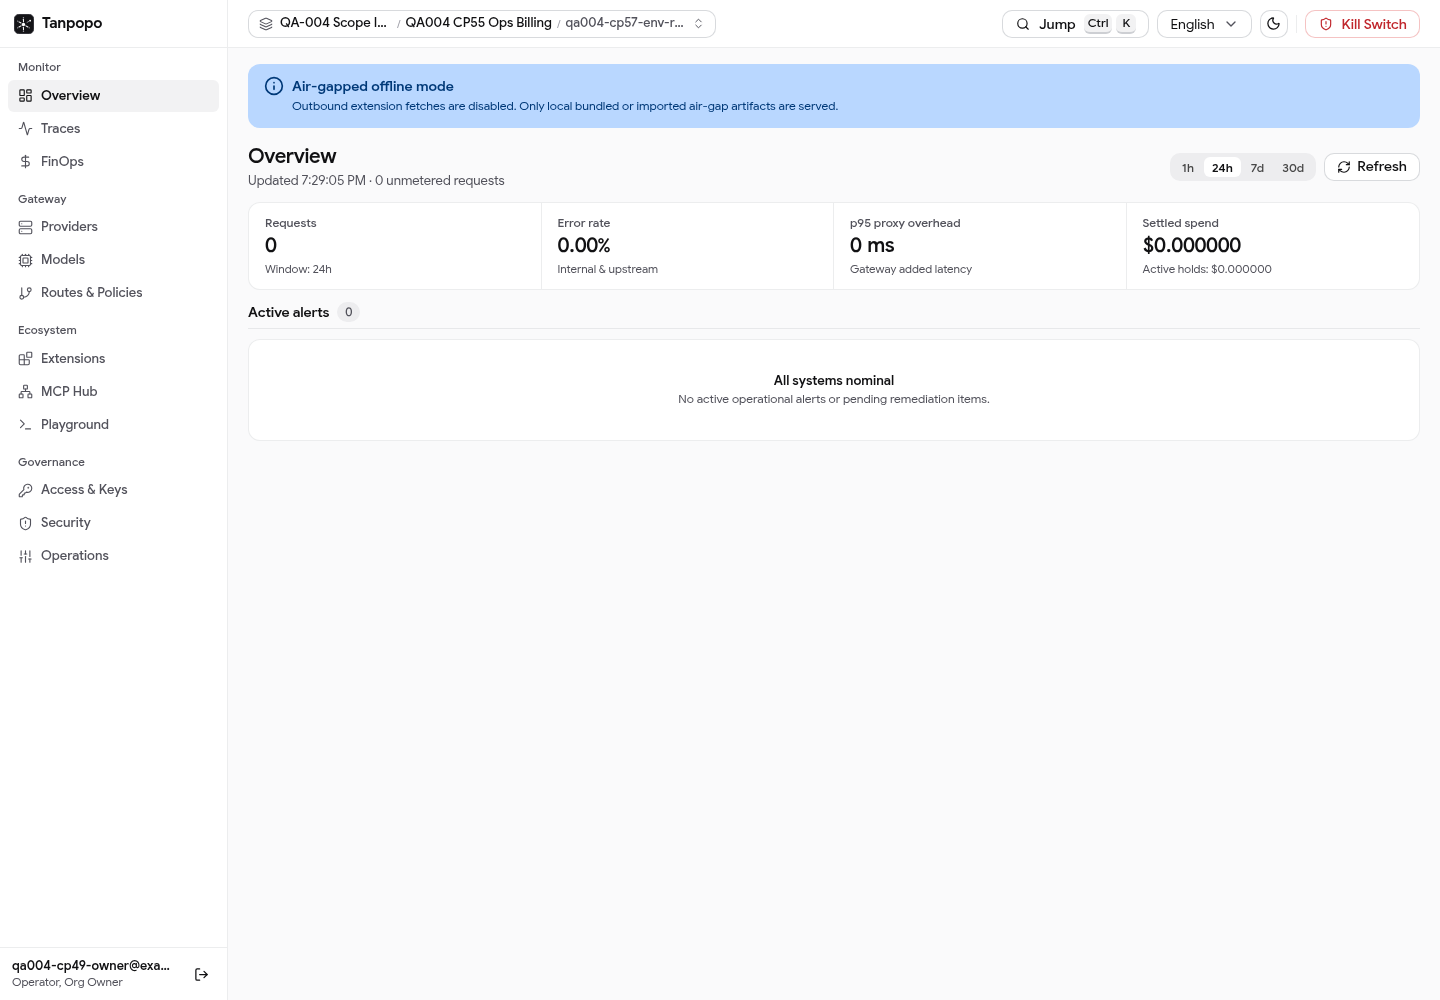 Tanpopo
QA-004 Scope I... / QA004 CP55 Ops Billing / qa004-cp57-env-r...
Jump Ctrl K
English
Kill Switch
Monitor
Overview
Traces
FinOps
Gateway
Providers
Models
Routes & Policies
Ecosystem
Extensions
MCP Hub
Playground
Governance
Access & Keys
Security
Operations
qa004-cp49-owner@exa...
Operator, Org Owner
Air-gapped offline mode
Outbound extension fetches are disabled. Only local bundled or imported air-gap artifacts are served.
Overview
Updated 7:29:05 PM · 0 unmetered requests
1h 24h 7d 30d
Refresh
Requests
0
Window: 24h
Error rate
0.00%
Internal & upstream
p95 proxy overhead
0 ms
Gateway added latency
Settled spend
$0.000000
Active holds: $0.000000
Active alerts 0
All systems nominal
No active operational alerts or pending remediation items.